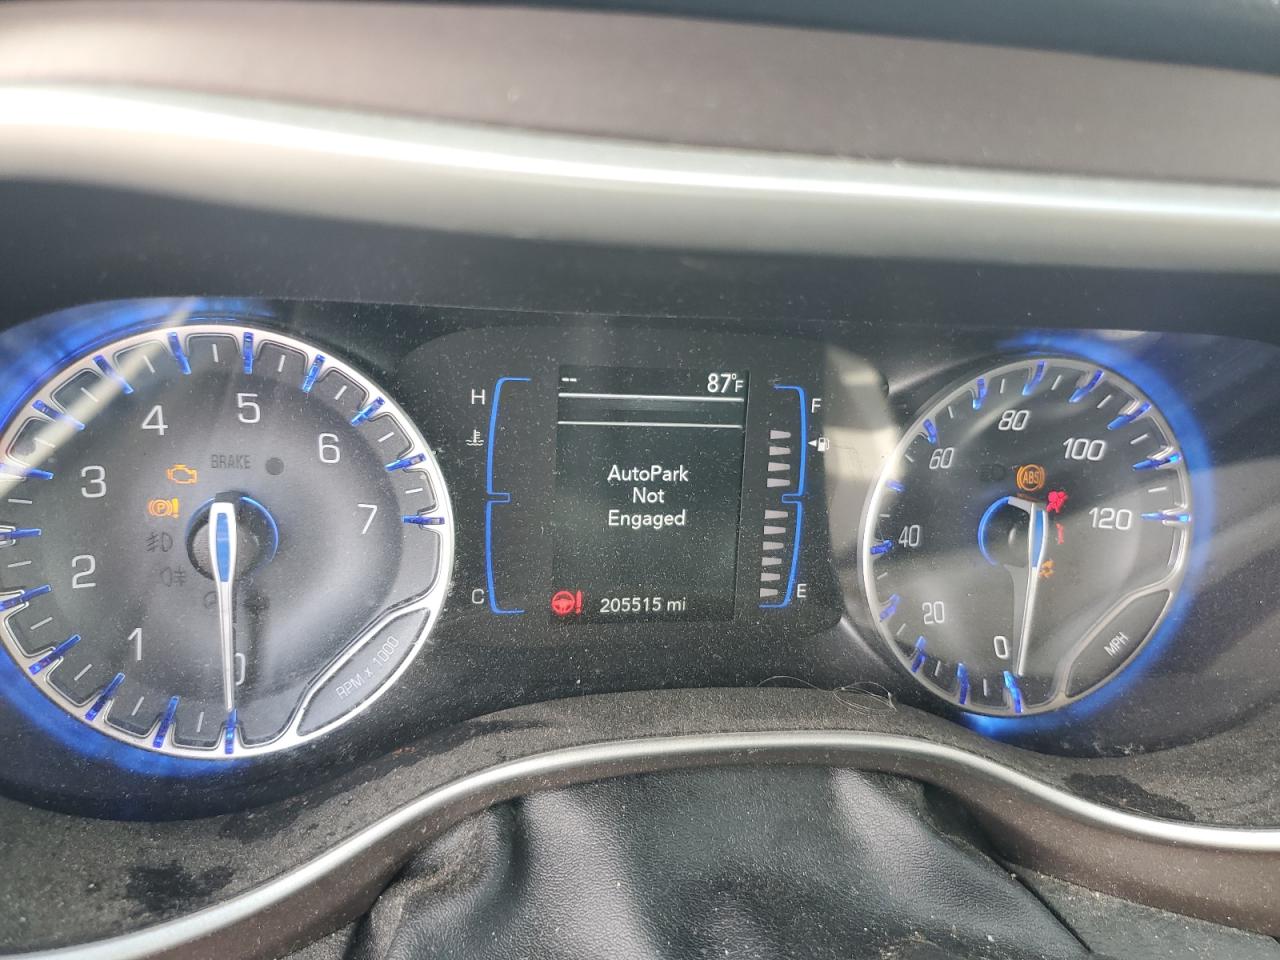 1
2
3
4
5
6
7
0
RPM x 1000
BRAKE
H
C
--
87°F
AutoPark
Not
Engaged
205515 mi
F
E
0
20
40
60
80
100
120
MPH
ABS
P